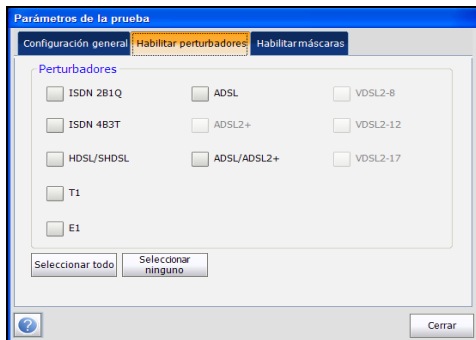 Parámetros de la prueba
Configuración general Habilitar perturbadores Habilitar máscaras
Perturbadores
ISDN 2B1Q ADSL VDSL2-8
ISDN 4B3T ADSL2+ VDSL2-12
HDSL/SHDSL ADSL/ADSL2+ VDSL2-17
T1
E1
Seleccionar todo
Seleccionar
ninguno
?
Cerrar